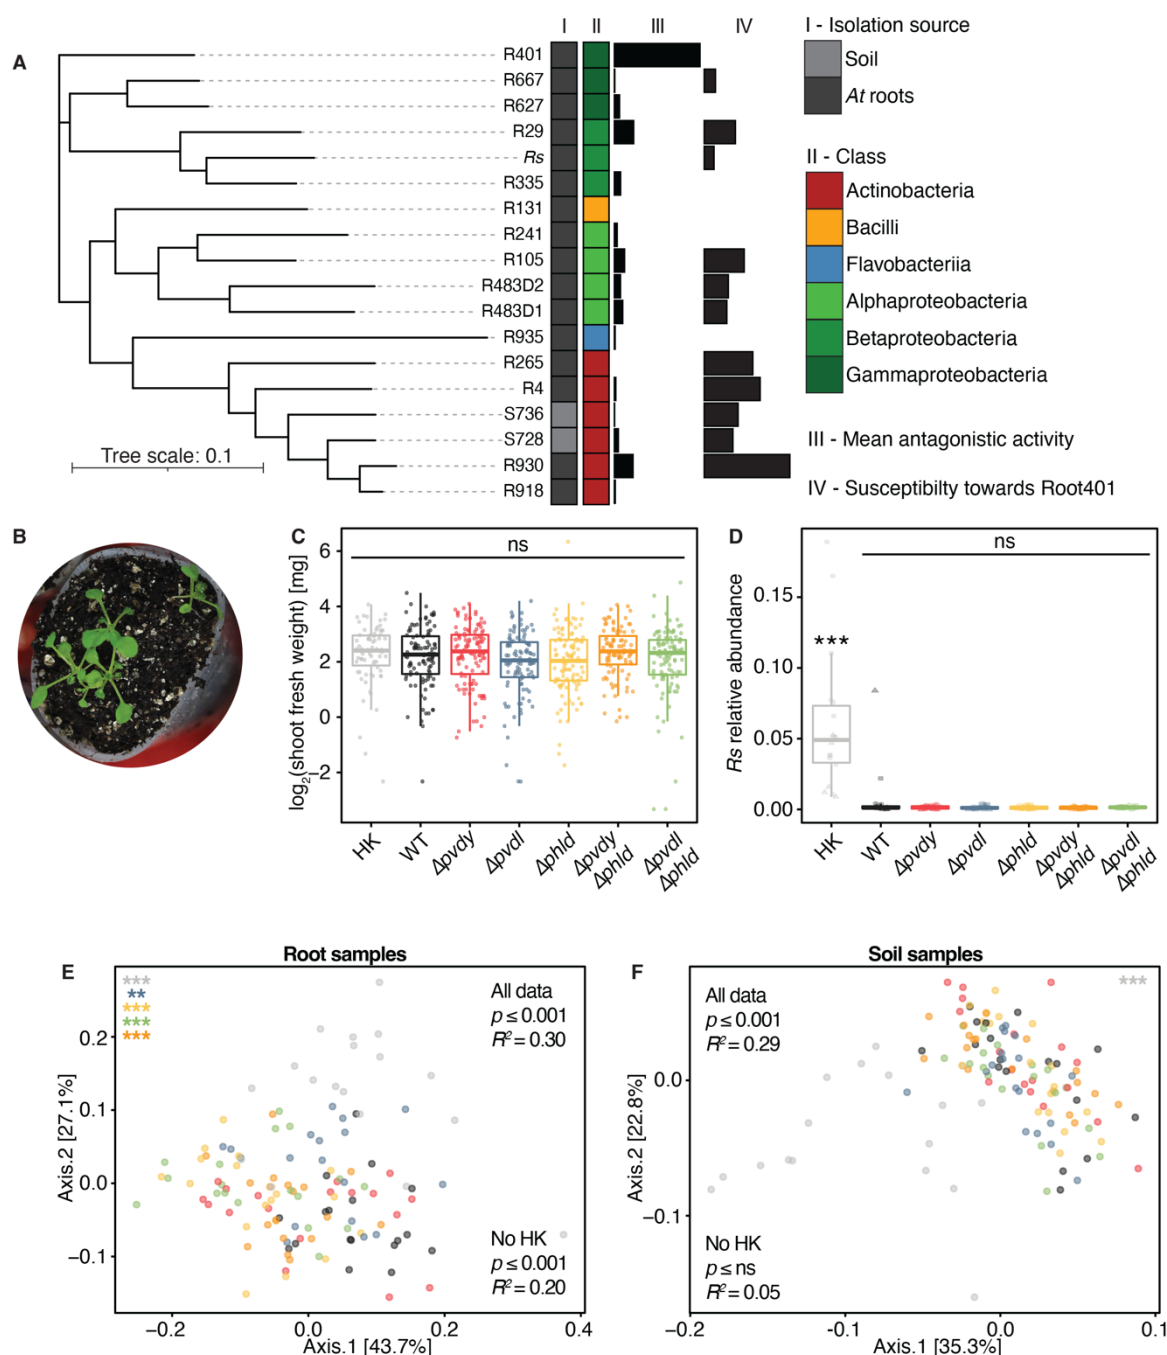 A
I II III IV
R401
R667
R627
R29
Rs
R335
R131
R241
R105
R483D2
R483D1
R935
R265
R4
S736
S728
R930
R918
Tree scale: 0.1
I - Isolation source
Soil
At roots
II - Class
Actinobacteria
Bacilli
Flavobacteriia
Alphaproteobacteria
Betaproteobacteria
Gammaproteobacteria
III - Mean antagonistic activity
IV - Susceptibilty towards Root401
B
C
ns
log2(shoot fresh weight) [mg]
6
4
2
0
−2
HK
WT
Δpvdy
Δpvdl
Δphld
Δpvdy
Δphld
Δpvdl
Δphld
D
ns
***
Rs relative abundance
0.15
0.10
0.05
0.00
HK
WT
Δpvdy
Δpvdl
Δphld
Δpvdy
Δphld
Δpvdl
Δphld
E
Root samples
***
**
***
***
***
All data
p ≤ 0.001
R² = 0.30
No HK
p ≤ 0.001
R² = 0.20
Axis.2 [27.1%]
0.2
0.1
0.0
−0.1
−0.2
0.0
0.2
0.4
Axis.1 [43.7%]
F
Soil samples
***
All data
p ≤ 0.001
R² = 0.29
No HK
p ≤ ns
R² = 0.05
Axis.2 [22.8%]
0.0
−0.1
−0.2
-0.1
0.0
0.1
Axis.1 [35.3%]